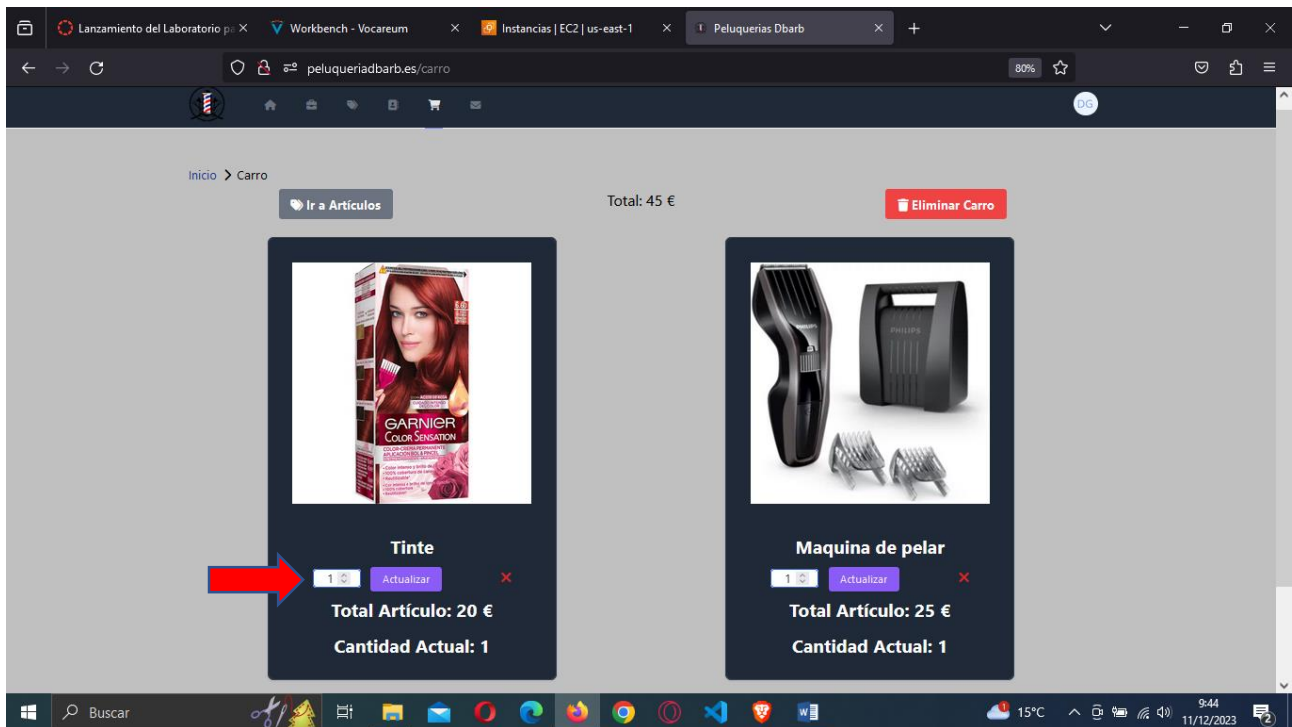 Lanzamiento del Laboratorio pa
Workbench - Vocareum
Instancias | EC2 | us-east-1
Peluquerias Dbarb
peluqueriadbarb.es/carro
80%
DG
Inicio > Carro
Ir a Artículos
Total: 45 €
Eliminar Carro
GARNIER
COLOR SENSATION
PHILIPS
PHILIPS
Tinte
Maquina de pelar
1
Actualizar
1
Actualizar
Total Artículo: 20 €
Total Artículo: 25 €
Cantidad Actual: 1
Cantidad Actual: 1
Buscar
15°C
9:44
11/12/2023
2